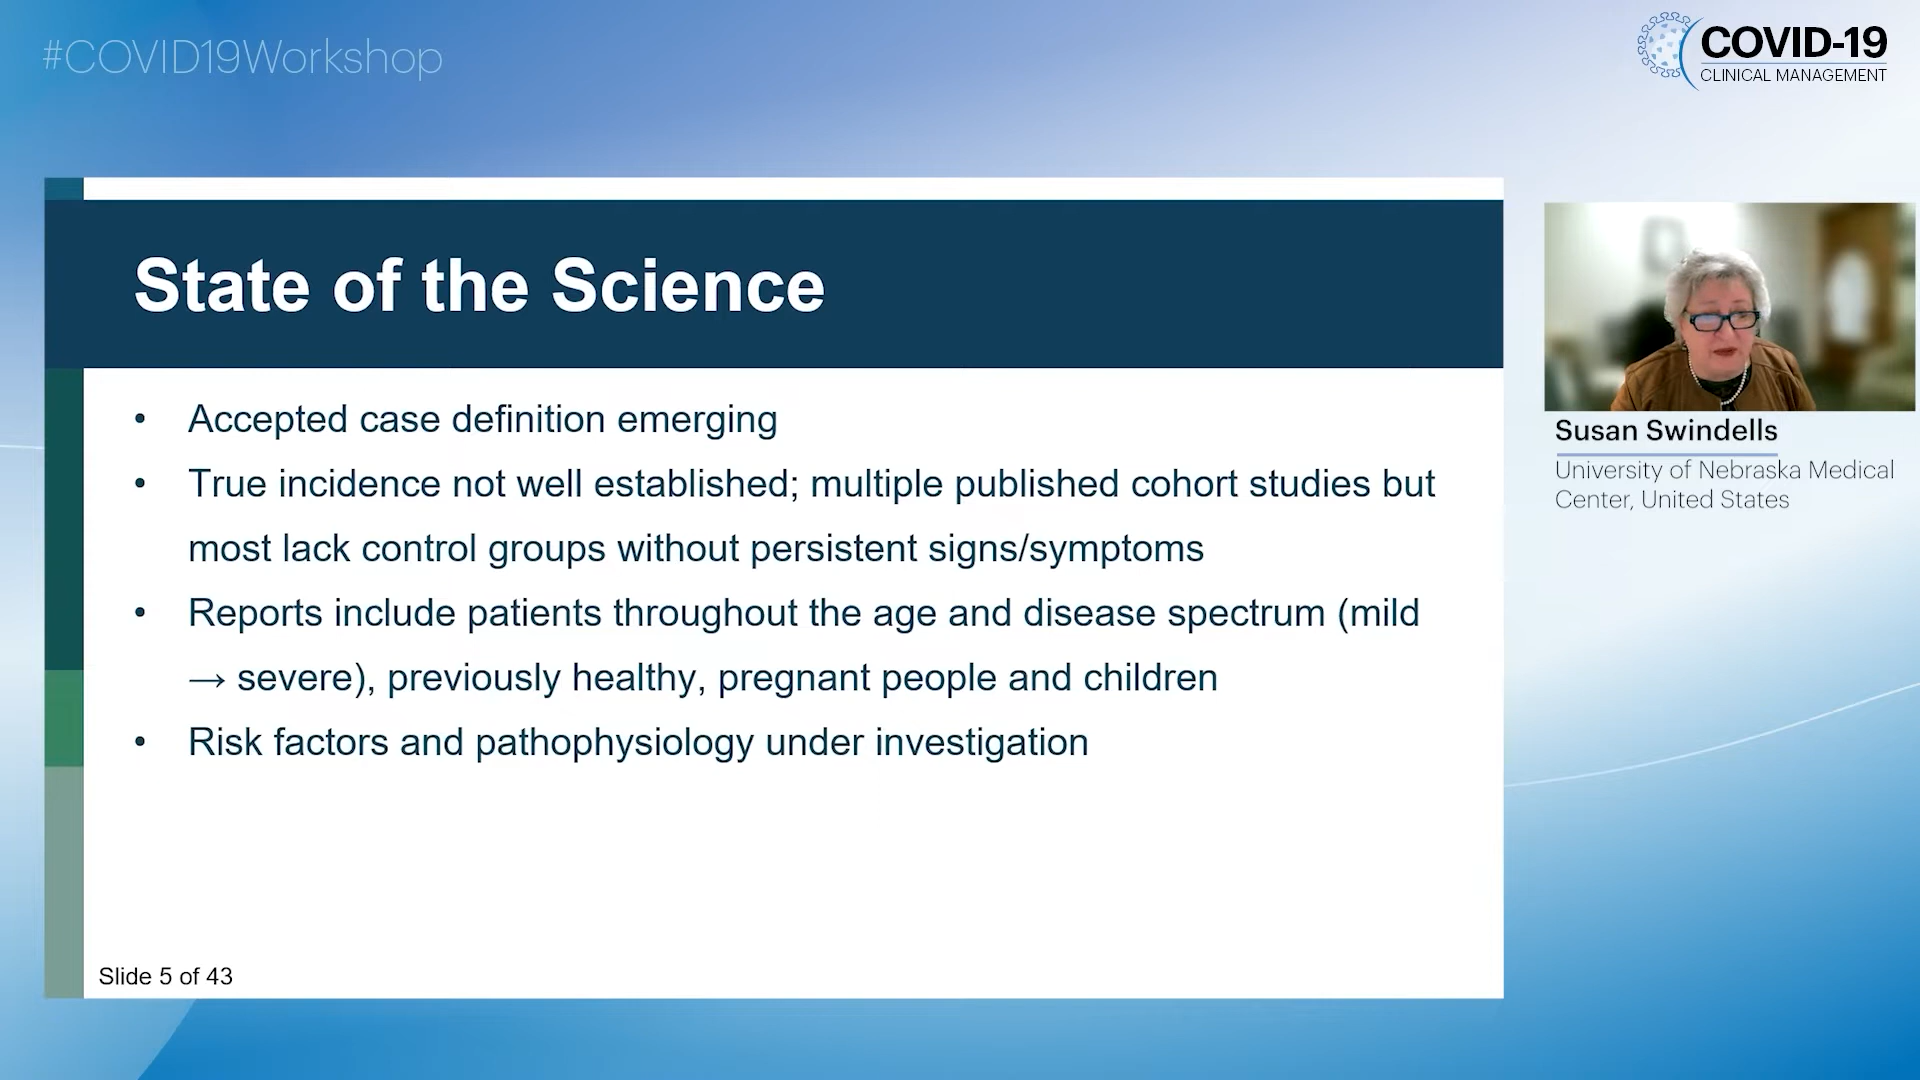 #COVID19Workshop
COVID-19
CLINICAL MANAGEMENT
State of the Science
• Accepted case definition emerging
• True incidence not well established; multiple published cohort studies but
most lack control groups without persistent signs/symptoms
• Reports include patients throughout the age and disease spectrum (mild
→ severe), previously healthy, pregnant people and children
• Risk factors and pathophysiology under investigation
Slide 5 of 43
Susan Swindells
University of Nebraska Medical
Center, United States